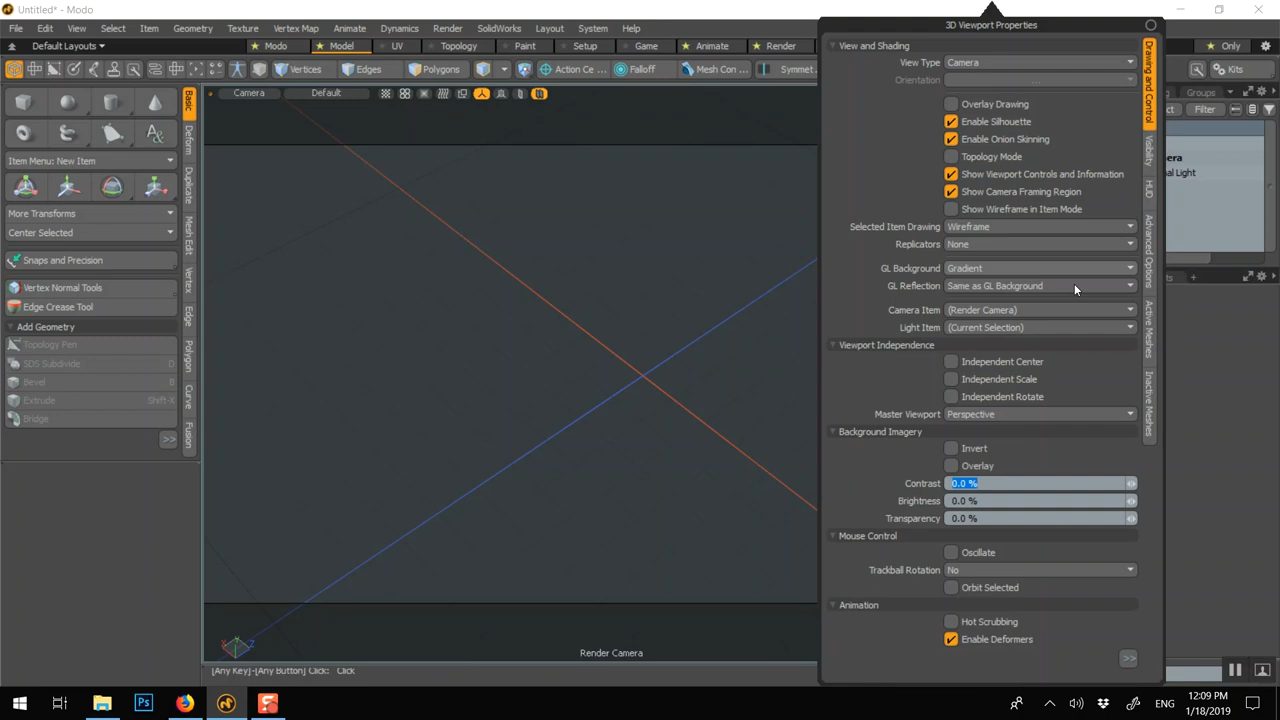 Untitled* - Modo
3D Viewport Properties
File Edit View Select Item Geometry Texture Vertex Map Animate Dynamics Render SolidWorks Layout System Help
Default Layouts Modo Model UV Topology Paint Setup Game Animate Render Only
Vertices Edges Polygons Action Ce Falloff Mesh Con ... Symmet Kits
Camera Default
Groups
ct Filter
Basic
Deform
Duplicate
Mesh Edit
Vertex
Edge
Polygon
Curve
Fusion
Item Menu: New Item
More Transforms
Center Selected
Snaps and Precision
Vertex Normal Tools
Edge Crease Tool
Add Geometry
Topology Pen
SDS Subdivide D
Bevel B
Extrude Shift-X
Bridge
>>
View and Shading
View Type Camera
Orientation ...
Overlay Drawing
Enable Silhouette
Enable Onion Skinning
Topology Mode
Show Viewport Controls and Information
Show Camera Framing Region
Show Wireframe in Item Mode
Selected Item Drawing Wireframe
Replicators None
GL Background Gradient
GL Reflection Same as GL Background
Camera Item (Render Camera)
Light Item (Current Selection)
Viewport Independence
Independent Center
Independent Scale
Independent Rotate
Master Viewport Perspective
Background Imagery
Invert
Overlay
Contrast 0.0 %
Brightness 0.0 %
Transparency 0.0 %
Mouse Control
Oscillate
Trackball Rotation No
Orbit Selected
Animation
Hot Scrubbing
Enable Deformers
>>
Drawing and Control
Visibility
HUD
Advanced Options
Active Meshes
Inactive Meshes
era
nal Light
ts +
X Y Z
Render Camera
[Any Key]-[Any Button] Click: Click
Ps
ENG
12:09 PM
1/18/2019